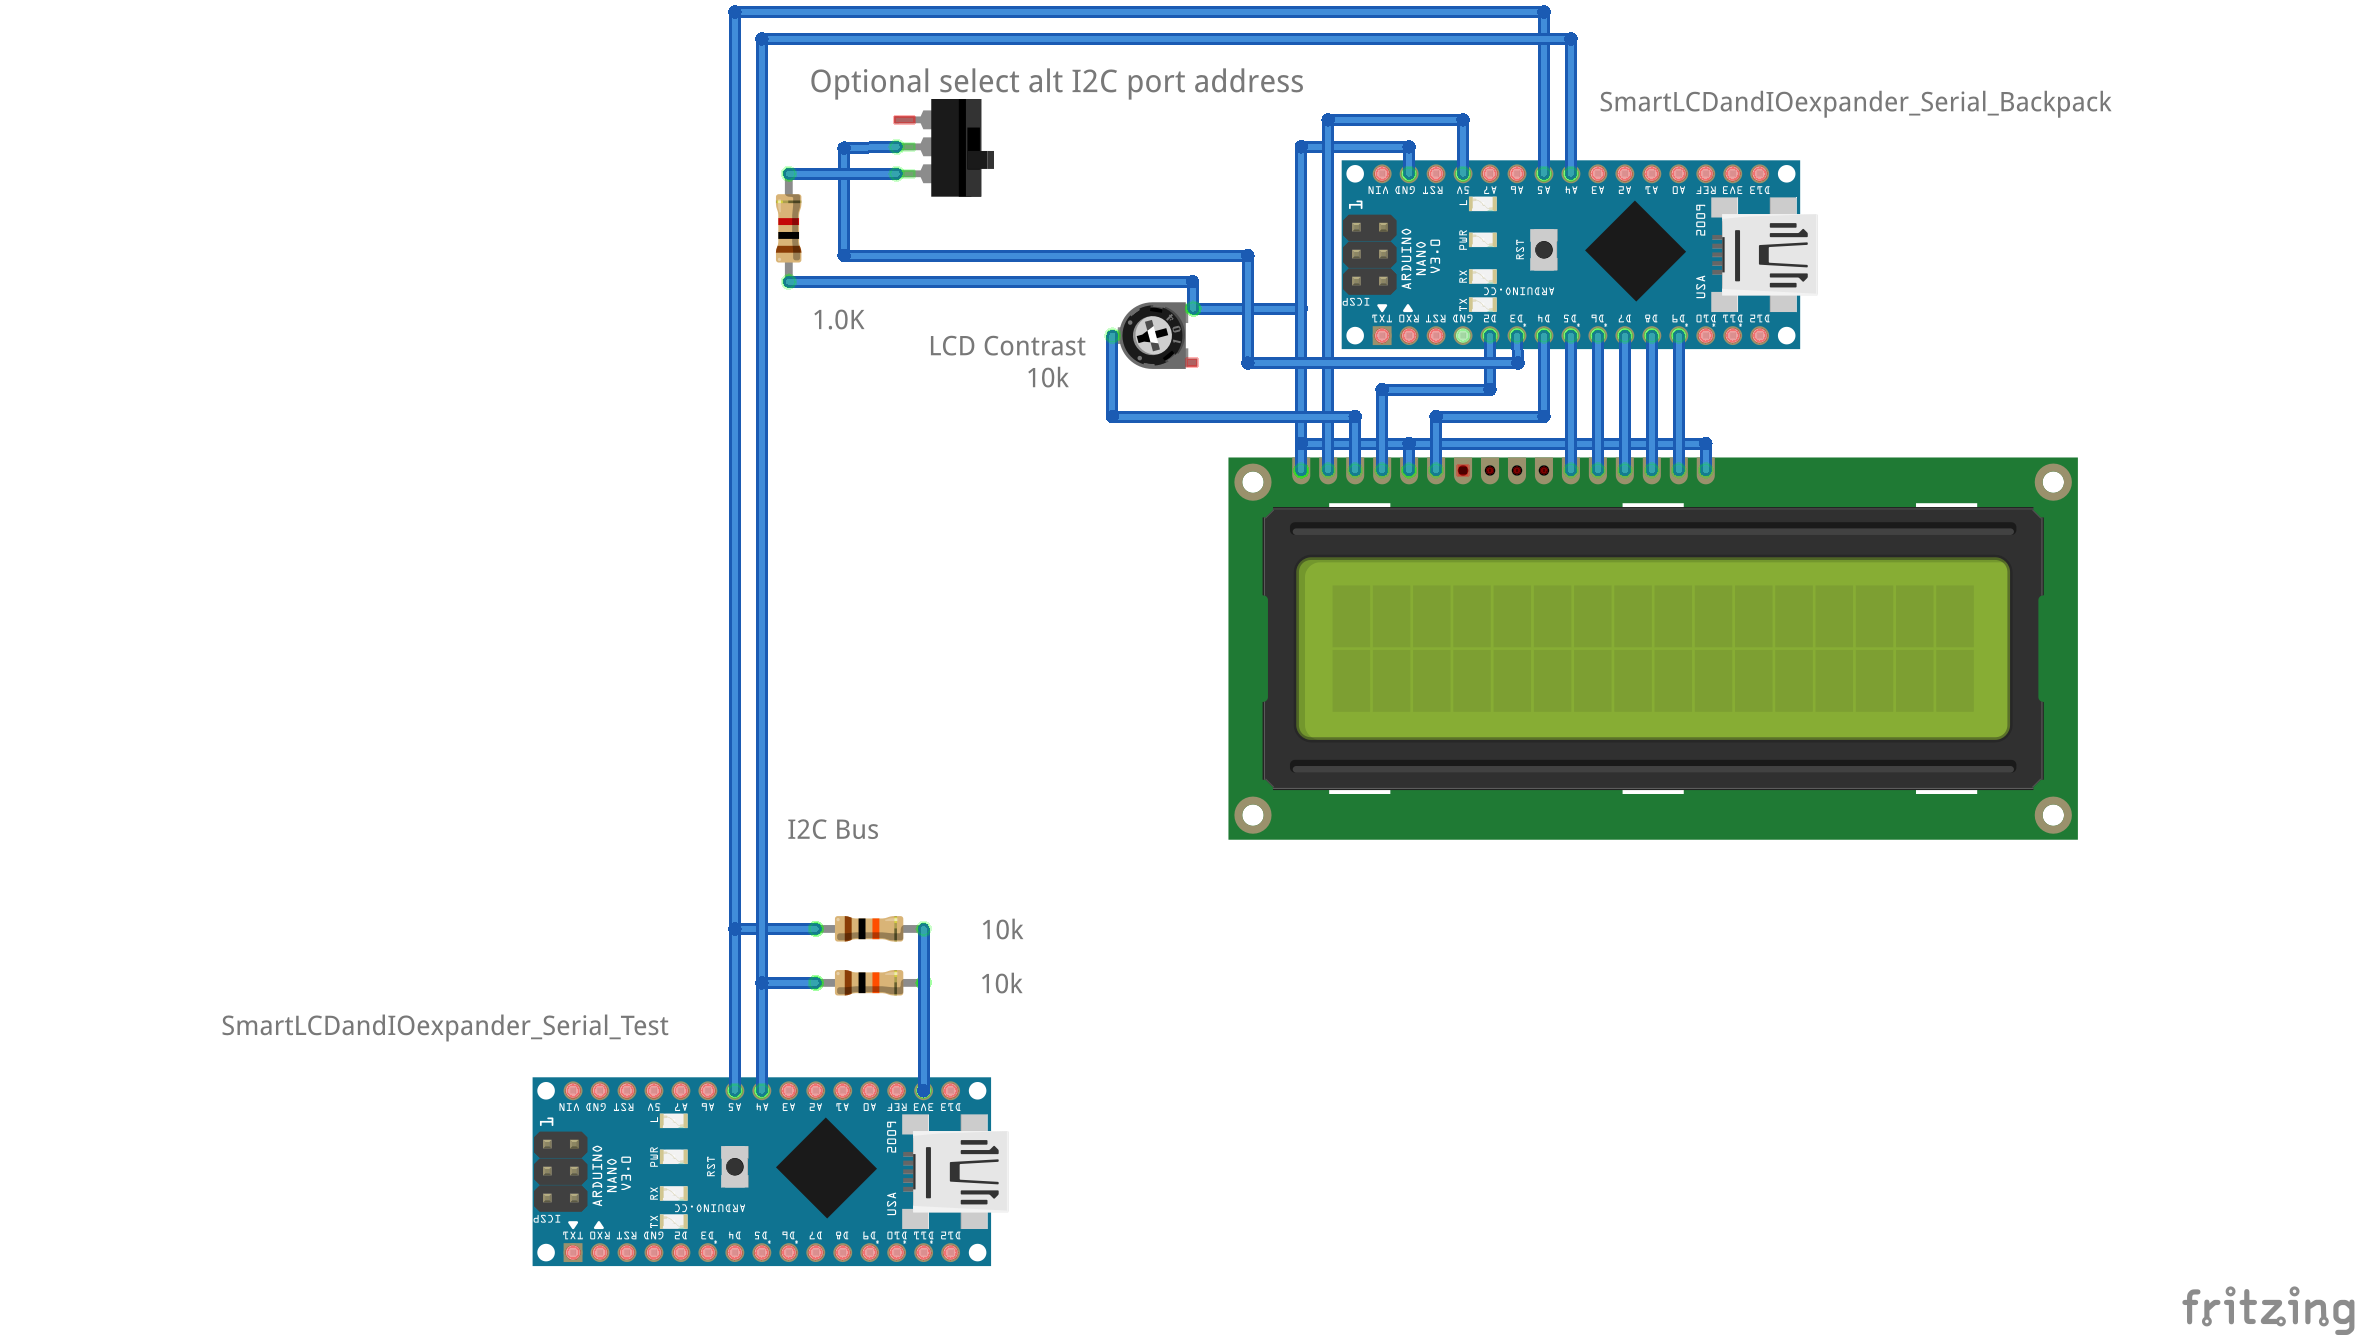 Optional select alt I2C port address
SmartLCDandIOexpander_Serial_Backpack
VIN GND RST 5V A7 A6 A5 A4 A3 A2 A1 A0 REF 3V3 D13
1
L
PWR
RX
TX
ARDUINO
NANO
V3.0
RST
ARDUINO.CC
2009
USA
ICSP
TX1 RX0 RST GND D2 D3 D4 D5 D6 D7 D8 D9 D10 D11 D12
1.0K
LCD Contrast
10k
I2C Bus
10k
10k
SmartLCDandIOexpander_Serial_Test
VIN GND RST 5V A7 A6 A5 A4 A3 A2 A1 A0 REF 3V3 D13
1
L
PWR
RX
TX
ARDUINO
NANO
V3.0
RST
ARDUINO.CC
2009
USA
ICSP
TX1 RX0 RST GND D2 D3 D4 D5 D6 D7 D8 D9 D10 D11 D12
fritzing